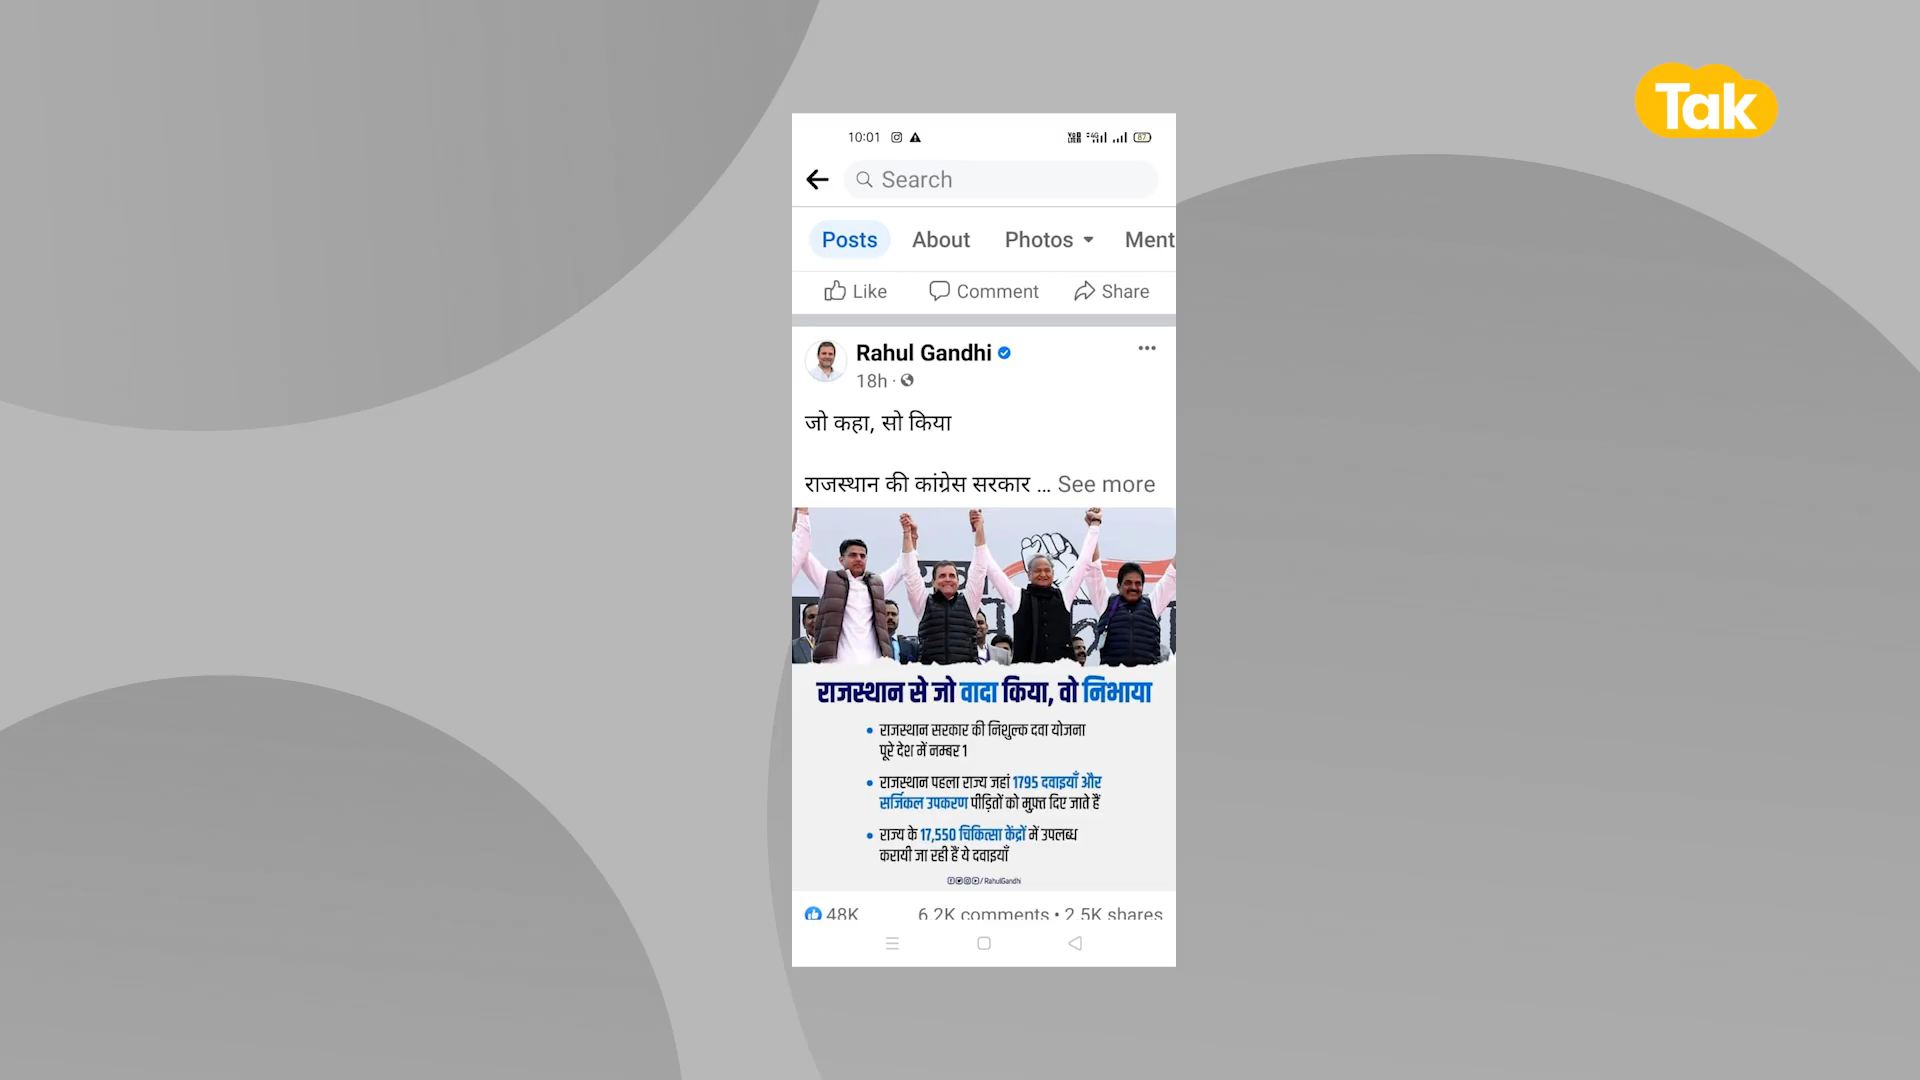 Tak
10:01
87
Search
Posts About Photos Ment
Like Comment Share
Rahul Gandhi
18h ·
जो कहा, सो किया
राजस्थान की कांग्रेस सरकार ... See more
राजस्थान से जो वादा किया, वो निभाया
• राजस्थान सरकार की निशुल्क दवा योजना
पूरे देश में नम्बर 1
• राजस्थान पहला राज्य जहां 1795 दवाइयाँ और
सर्जिकल उपकरण पीड़ितों को मुफ़्त दिए जाते हैं
• राज्य के 17,550 चिकित्सा केंद्रों में उपलब्ध
करायी जा रही हैं ये दवाइयाँ
/ RahulGandhi
48K 6.2K comments • 2.5K shares